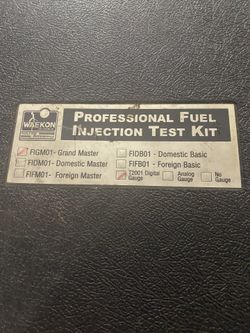 WAEKON
PROFESSIONAL FUEL
INJECTION TEST KIT
FIGM01- Grand Master
FIDB01 - Domestic Basic
FIDM01 - Domestic Master
FIFB01 - Foreign Basic
FIFM01- Foreign Master
T2001 Digital Gauge
Analog Gauge
No Gauge